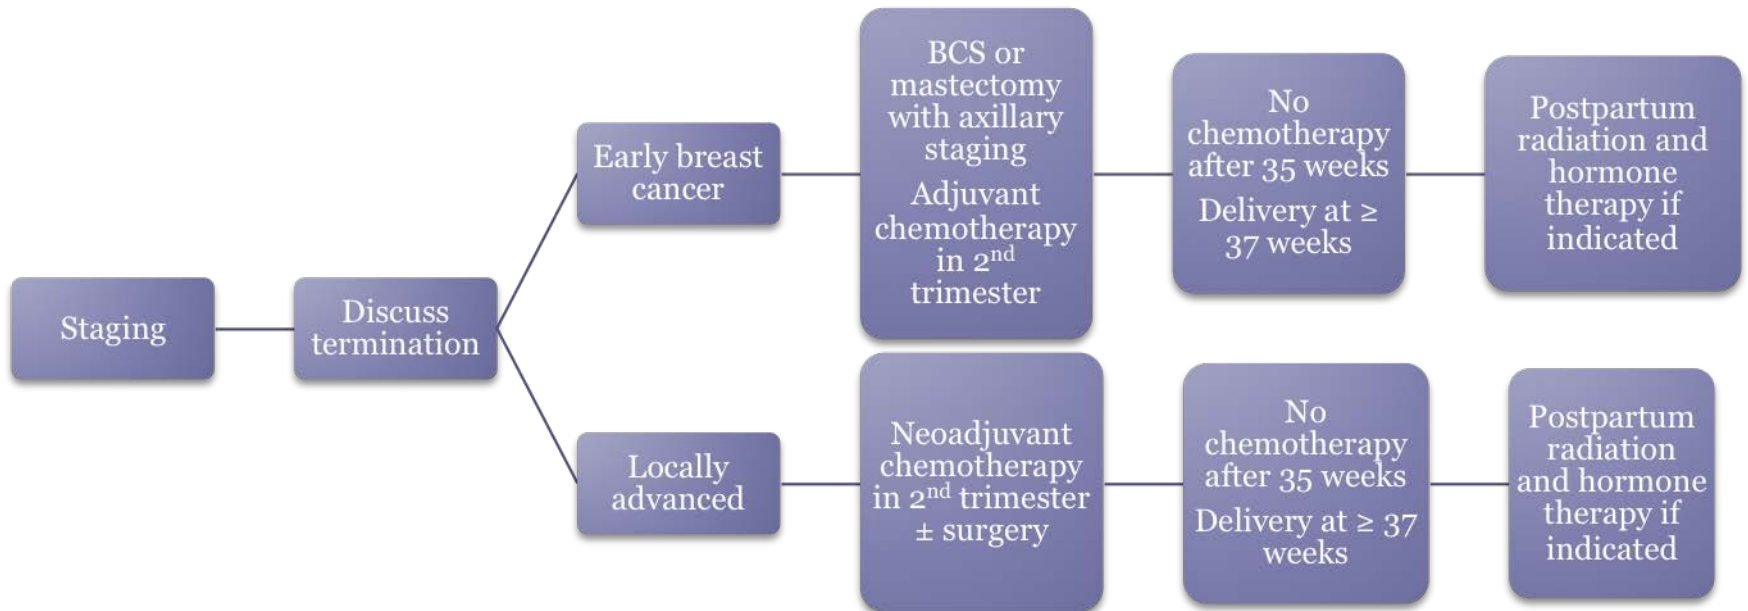 Staging
Discuss
termination
Early breast
cancer
BCS or
mastectomy
with axillary
staging
Adjuvant
chemotherapy
in 2nd
trimester
No
chemotherapy
after 35 weeks
Delivery at ≥
37 weeks
Postpartum
radiation and
hormone
therapy if
indicated
Locally
advanced
Neoadjuvant
chemotherapy
in 2nd trimester
± surgery
No
chemotherapy
after 35 weeks
Delivery at ≥ 37
weeks
Postpartum
radiation
and hormone
therapy if
indicated